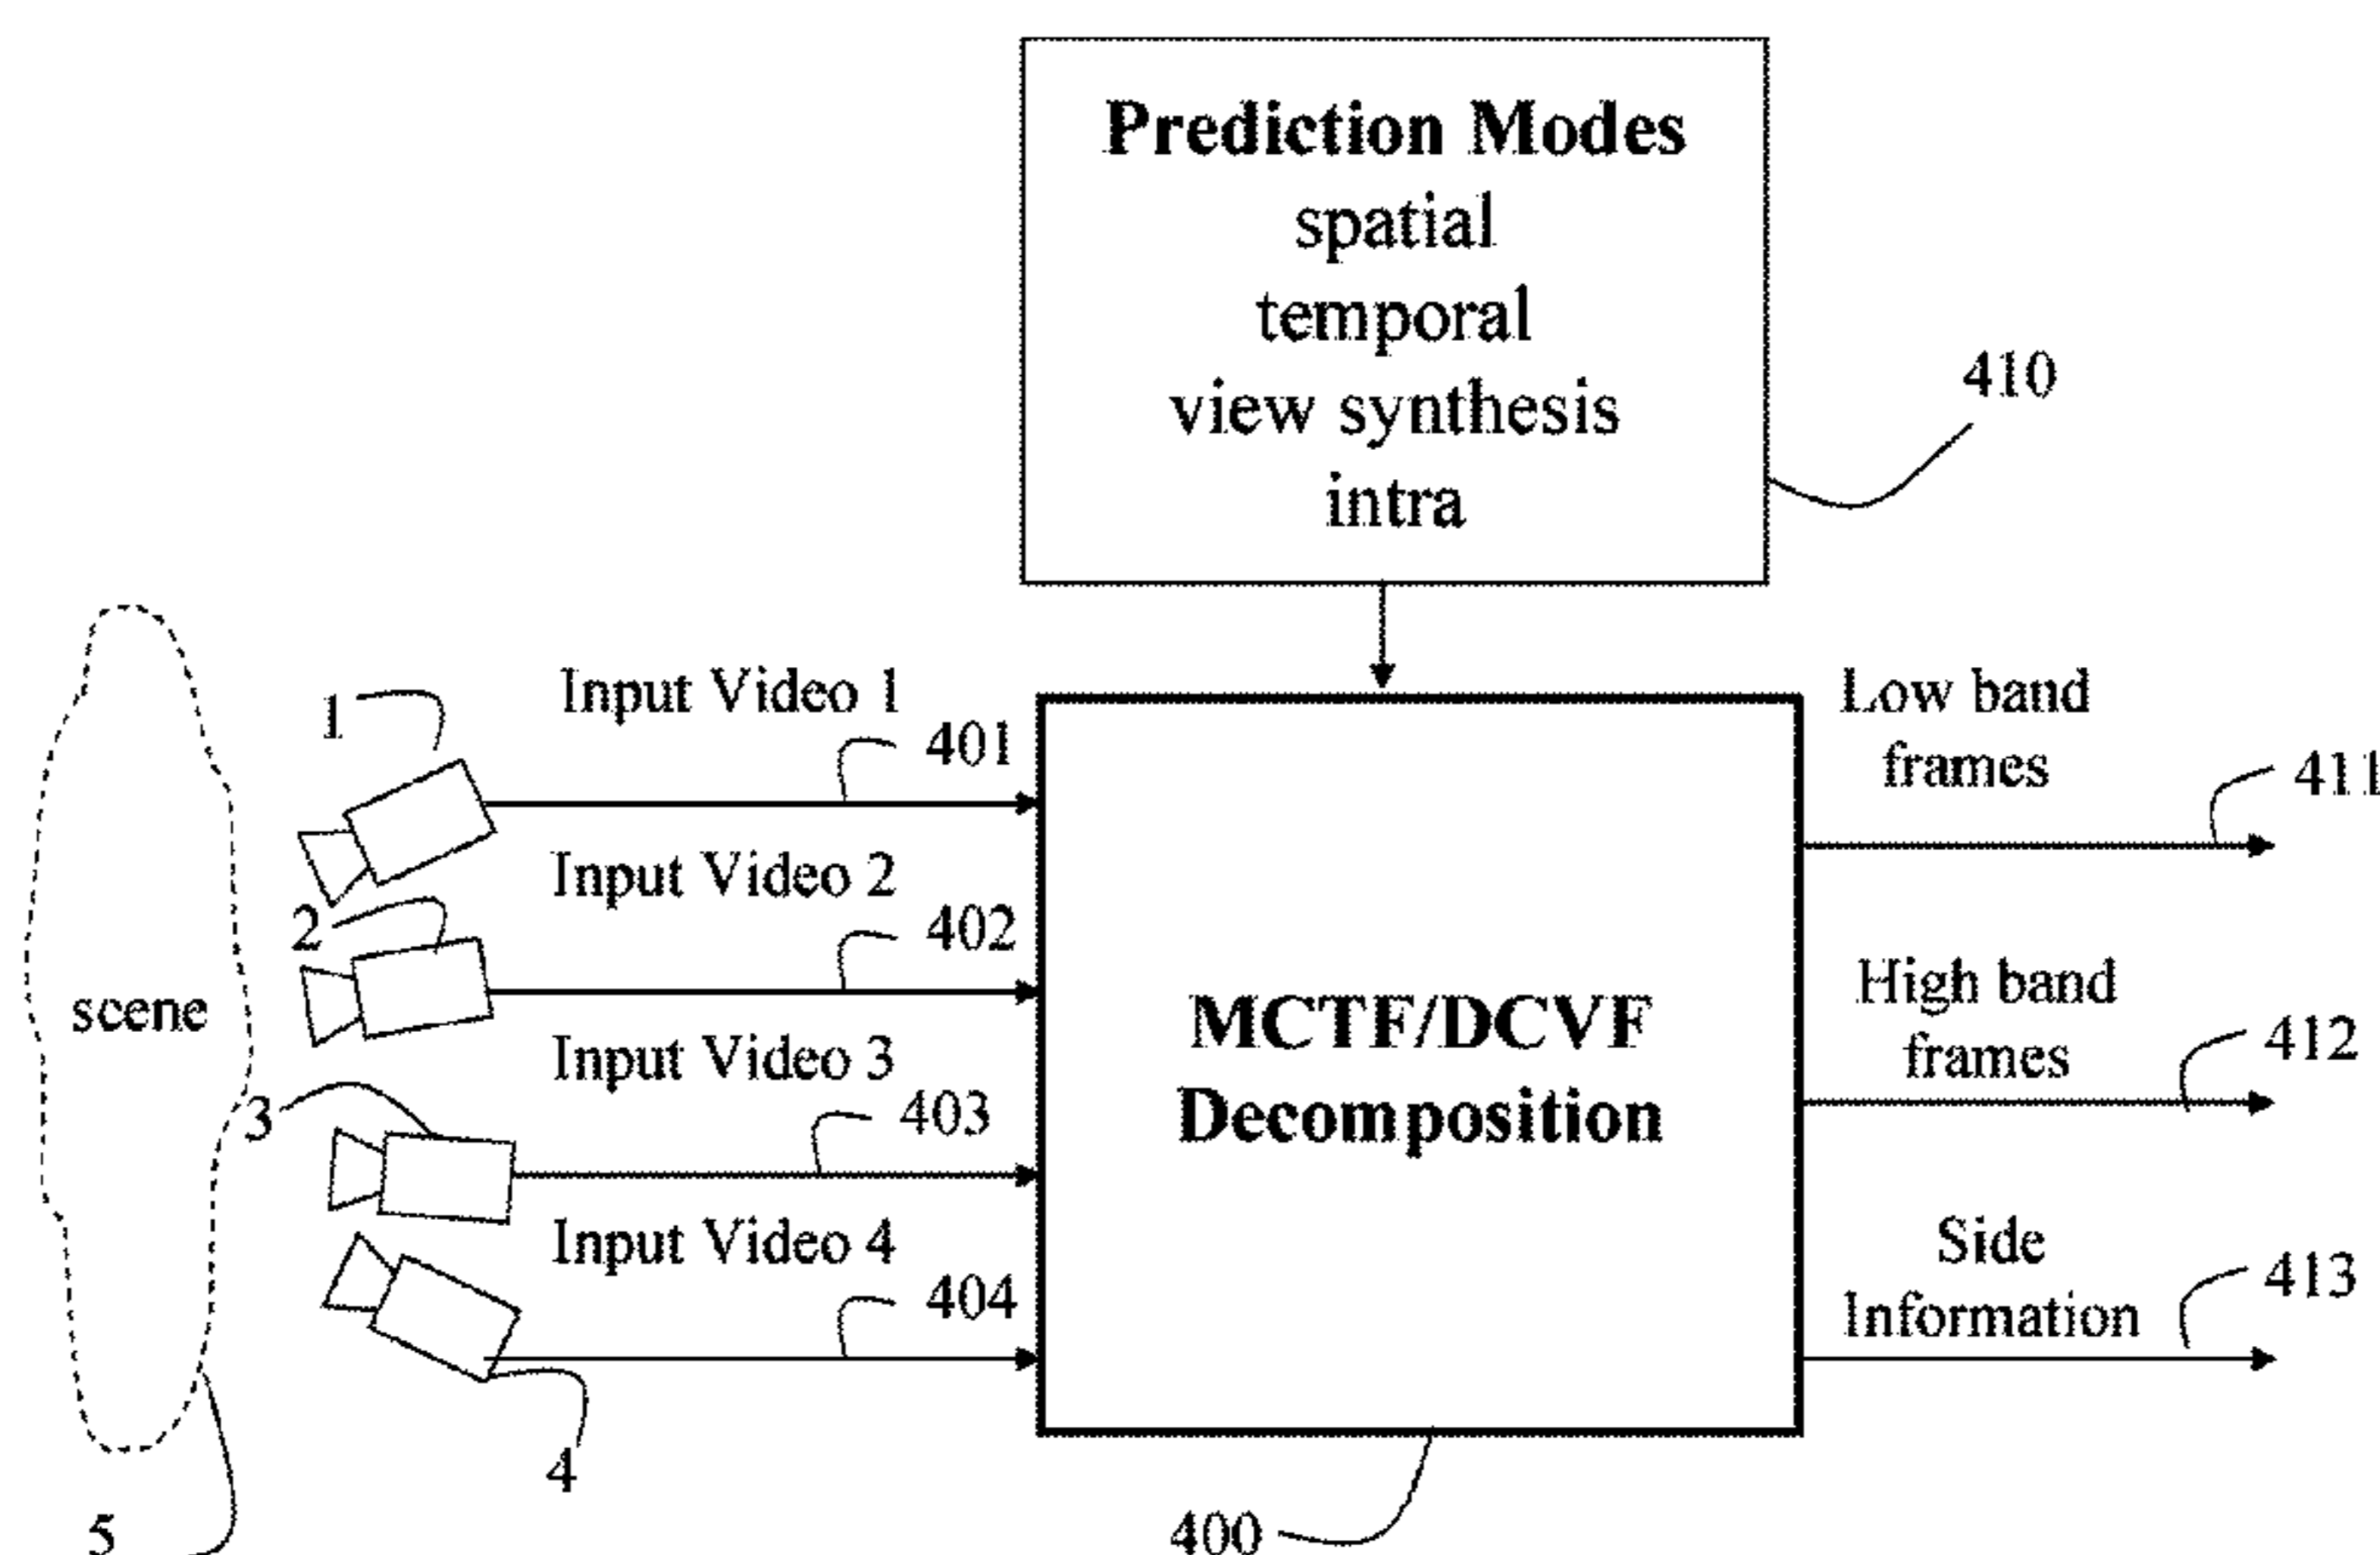 Prediction Modes
spatial
temporal
view synthesis
intra
410
Input Video 1
1
401
Low band
frames
411
Input Video 2
2
402
scene
High band
frames
412
MCTF/DCVF
Decomposition
Input Video 3
3
403
Input Video 4
404
Side
Information
413
4
5
400